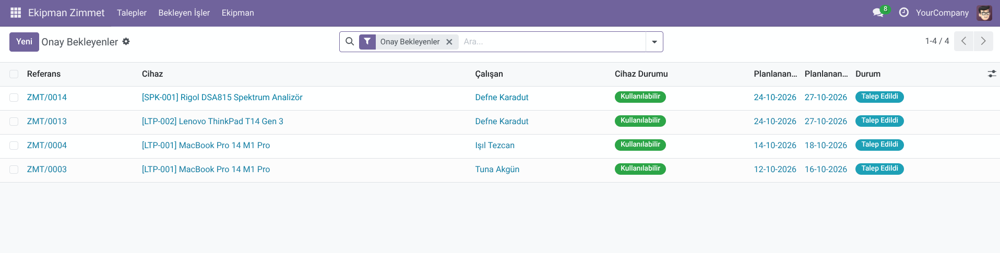 Ekipman Zimmet Talepler Bekleyen İşler Ekipman 8 YourCompany
Yeni Onay Bekleyenler Onay Bekleyenler Ara... 1-4 / 4
Referans Cihaz Çalışan Cihaz Durumu Planlanan... Planlanan... Durum
ZMT/0014 [SPK-001] Rigol DSA815 Spektrum Analizör Defne Karadut Kullanılabilir 24-10-2026 27-10-2026 Talep Edildi
ZMT/0013 [LTP-002] Lenovo ThinkPad T14 Gen 3 Defne Karadut Kullanılabilir 24-10-2026 27-10-2026 Talep Edildi
ZMT/0004 [LTP-001] MacBook Pro 14 M1 Pro Işıl Tezcan Kullanılabilir 14-10-2026 18-10-2026 Talep Edildi
ZMT/0003 [LTP-001] MacBook Pro 14 M1 Pro Tuna Akgün Kullanılabilir 12-10-2026 16-10-2026 Talep Edildi